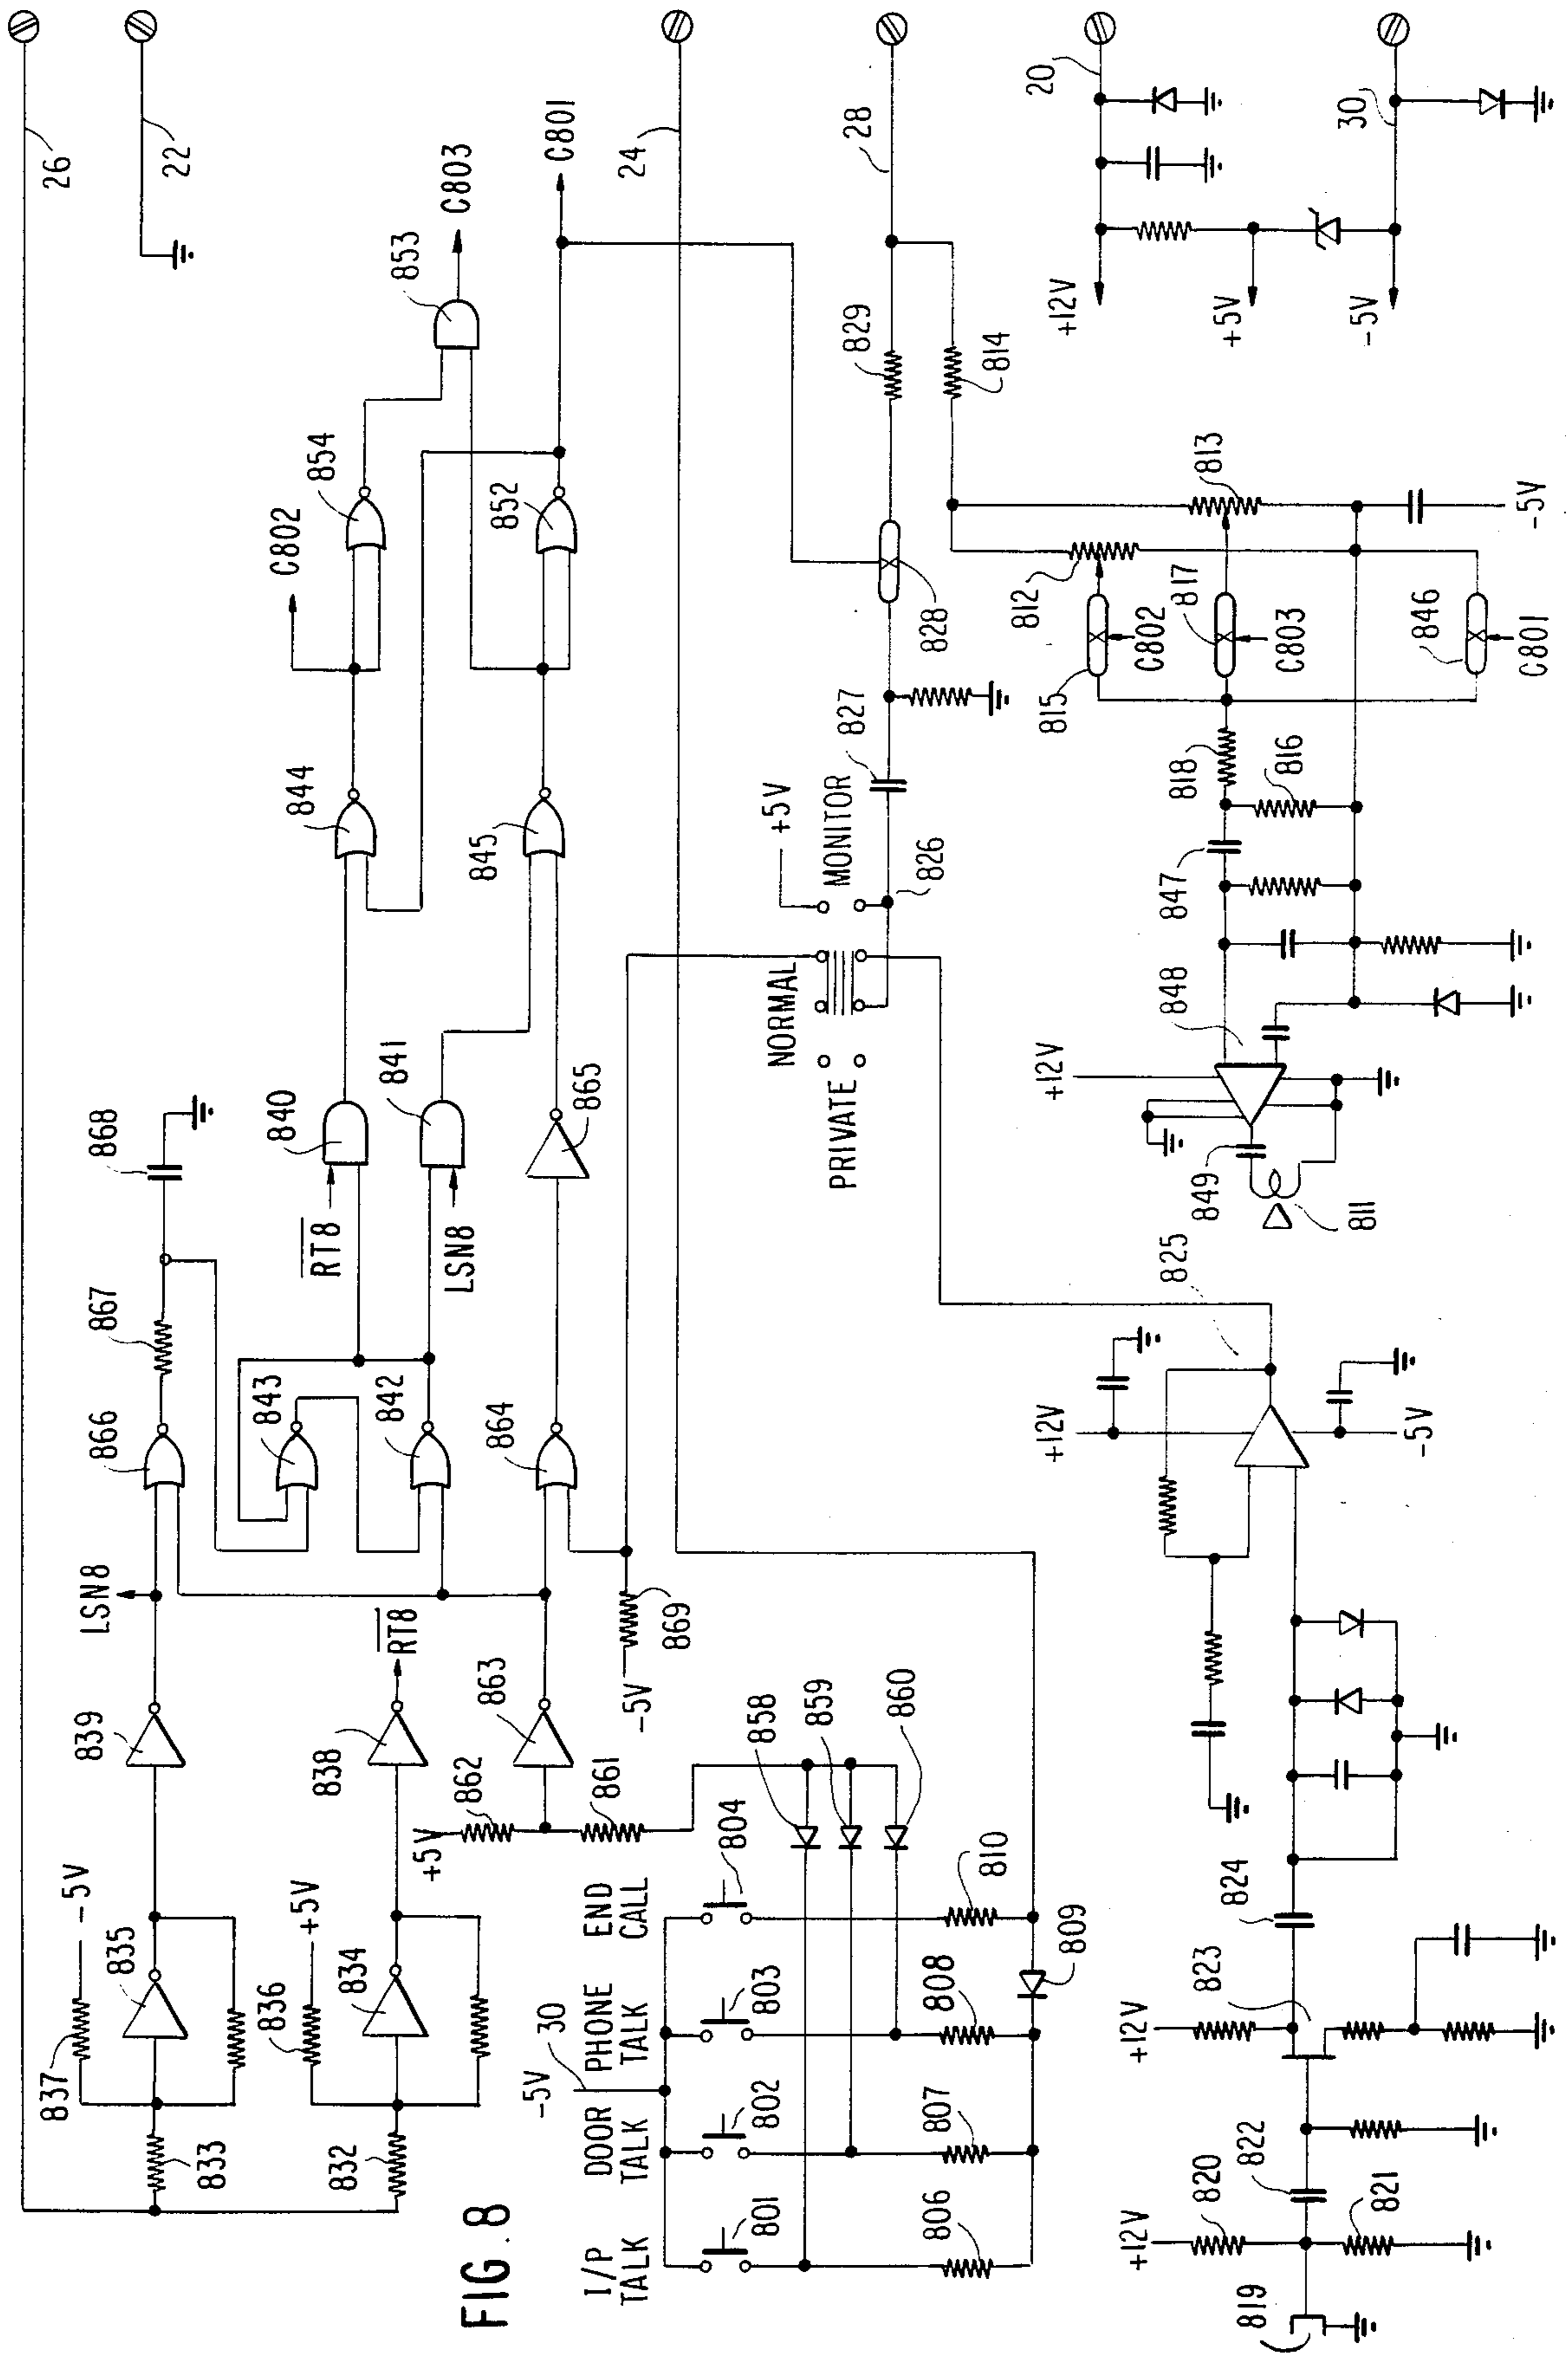 26
22
C803
C801
24
28
20
30
853
854
C802
852
844
845
829
814
+12V
+5V
-5V
813
812
817
815
C802
C803
846
C801
-5V
828
827
+5V
MONITOR
826
NORMAL
PRIVATE
818
816
847
848
+12V
849
811
868
840
841
865
867
RT8
LSN8
866
843
842
864
825
+12V
-5V
LSN8
RT8
869
-5V
839
838
863
862
861
+5V
858
859
860
-5V
835
837
+5V
836
834
833
832
FIG. 8
I/P TALK
DOOR TALK
PHONE TALK
END CALL
-5V
30
801
802
803
804
806
807
808
810
809
824
823
+12V
822
820
821
+12V
819